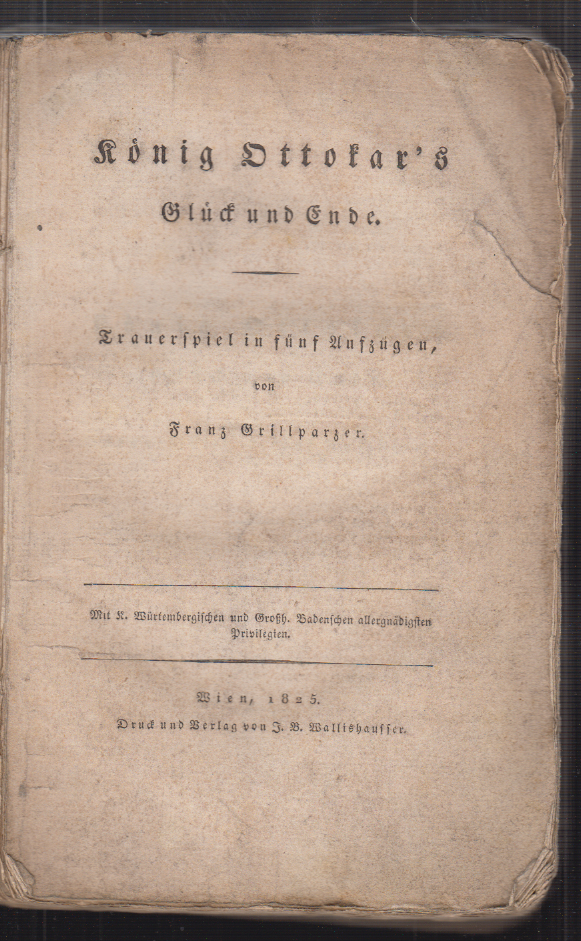 König Ottokar's
Glück und Ende.
Trauerſpiel in fünf Aufzügen,
von
Franz Grillparzer.
Mit K. Würtembergiſchen und Großh. Badenſchen allergnädigſten
Privilegien.
Wien, 1825.
Druck und Verlag von J. B. Wallishauſſer.